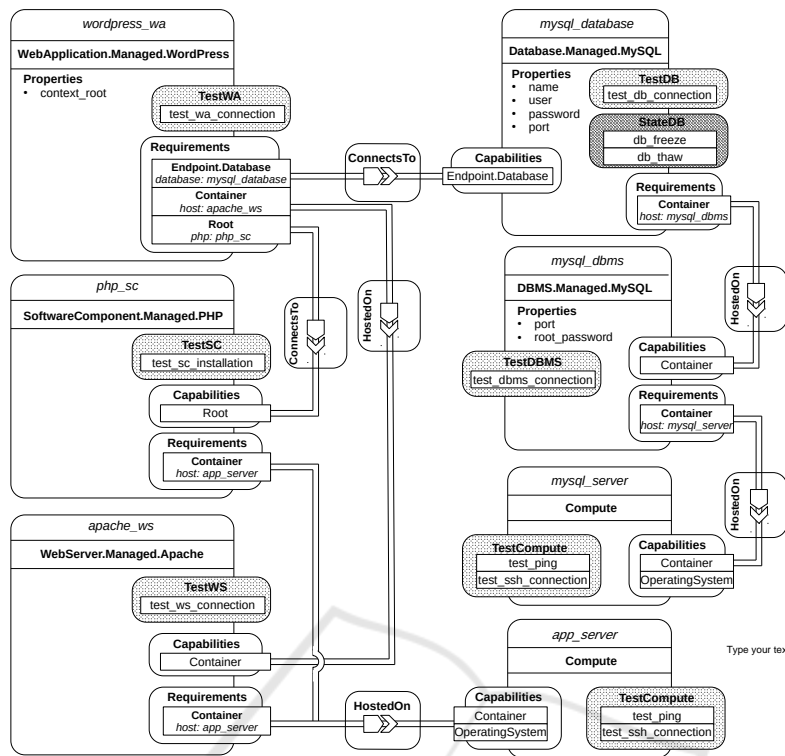 wordpress_wa
WebApplication.Managed.WordPress
Properties
• context_root
TestWA
test_wa_connection
Requirements
Endpoint.Database
database: mysql_database
Container
host: apache_ws
Root
php: php_sc
ConnectsTo
mysql_database
Database.Managed.MySQL
Properties
• name
• user
• password
• port
TestDB
test_db_connection
StateDB
db_freeze
db_thaw
Capabilities
Endpoint.Database
Requirements
Container
host: mysql_dbms
HostedOn
php_sc
SoftwareComponent.Managed.PHP
TestSC
test_sc_installation
Capabilities
Root
Requirements
Container
host: app_server
ConnectsTo
HostedOn
mysql_dbms
DBMS.Managed.MySQL
Properties
• port
• root_password
TestDBMS
test_dbms_connection
Capabilities
Container
Requirements
Container
host: mysql_server
HostedOn
mysql_server
Compute
TestCompute
test_ping
test_ssh_connection
Capabilities
Container
OperatingSystem
apache_ws
WebServer.Managed.Apache
TestWS
test_ws_connection
Capabilities
Container
Requirements
Container
host: app_server
HostedOn
app_server
Compute
Capabilities
Container
OperatingSystem
TestCompute
test_ping
test_ssh_connection
Type your tex